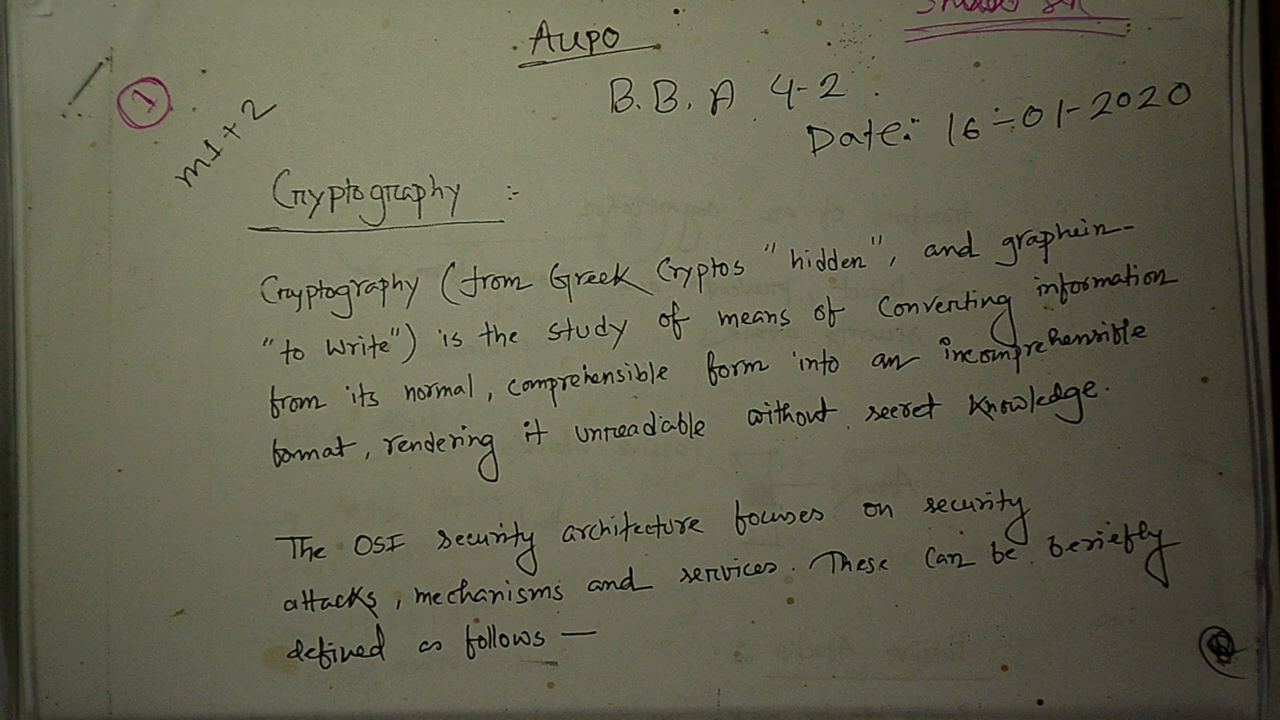 Aupo
B.B.A 4-2.
Date: 16-01-2020
1
m1+2
Cryptography :-
Cryptography (from Greek Cryptos "hidden", and graphein-
"to write") is the study of means of Converting information
from its normal, comprehensible form into an incomprehensible
format, rendering it unreadable without secret knowledge.
The OSI security architecture focuses on security
attacks, mechanisms and services. These can be beriefly
defined as follows —